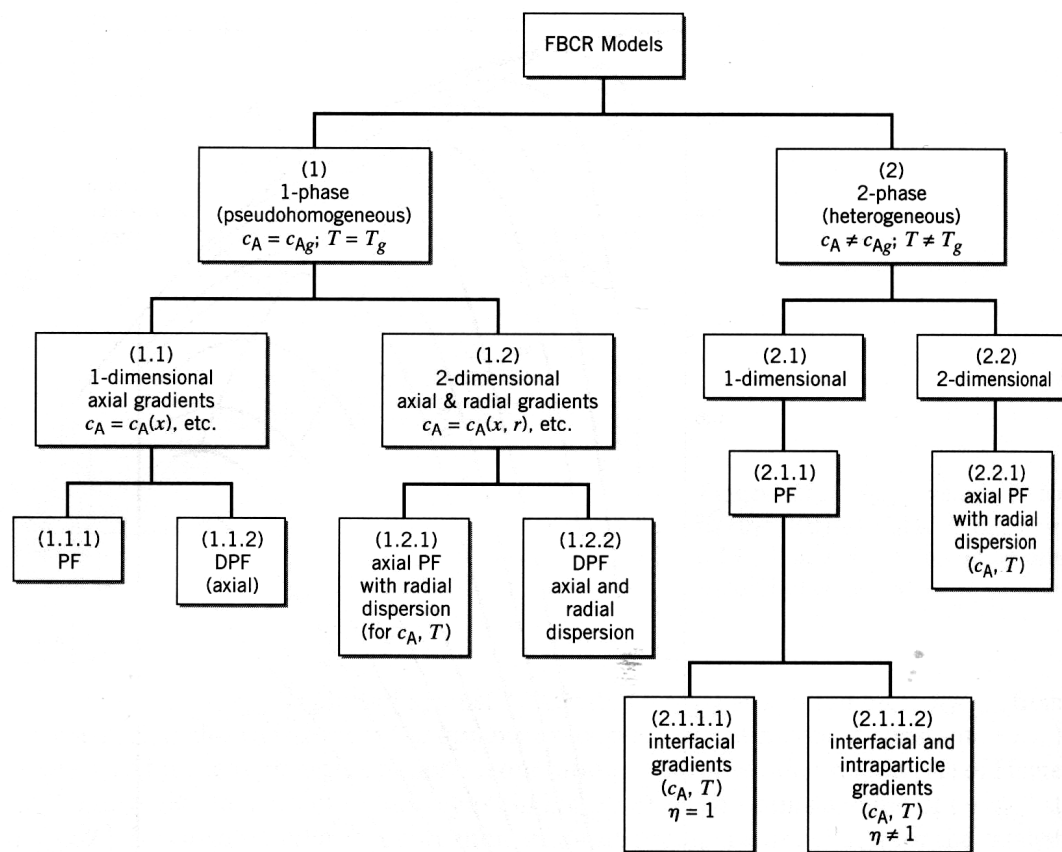 FBCR Models
(1)
1-phase
(pseudohomogeneous)
c_A = c_Ag; T = T_g
(2)
2-phase
(heterogeneous)
c_A ≠ c_Ag; T ≠ T_g
(1.1)
1-dimensional
axial gradients
c_A = c_A(x), etc.
(1.2)
2-dimensional
axial & radial gradients
c_A = c_A(x, r), etc.
(2.1)
1-dimensional
(2.2)
2-dimensional
(1.1.1)
PF
(1.1.2)
DPF
(axial)
(1.2.1)
axial PF
with radial
dispersion
(for c_A, T)
(1.2.2)
DPF
axial and
radial
dispersion
(2.1.1)
PF
(2.2.1)
axial PF
with radial
dispersion
(c_A, T)
(2.1.1.1)
interfacial
gradients
(c_A, T)
η = 1
(2.1.1.2)
interfacial and
intraparticle
gradients
(c_A, T)
η ≠ 1